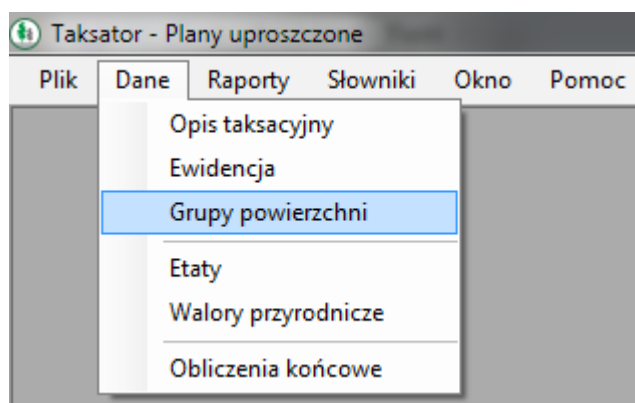 Taksator - Plany uproszczone
Plik Dane Raporty Słowniki Okno Pomoc
Opis taksacyjny
Ewidencja
Grupy powierzchni
Etaty
Walory przyrodnicze
Obliczenia końcowe